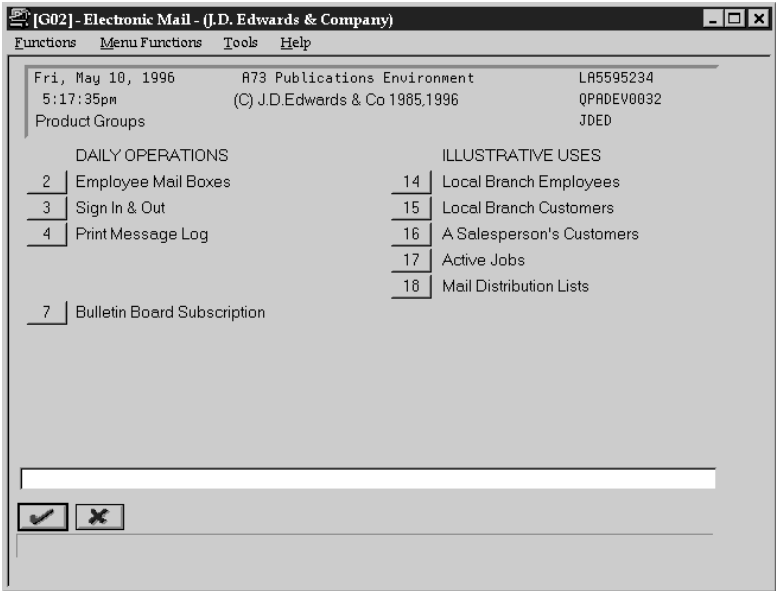 [G02] - Electronic Mail - (J.D. Edwards & Company)
Functions Menu Functions Tools Help
Fri, May 10, 1996 A73 Publications Environment LA5595234
5:17:35pm (C) J.D.Edwards & Co 1985,1996 QPADEV0032
Product Groups JDED
DAILY OPERATIONS ILLUSTRATIVE USES
2 Employee Mail Boxes 14 Local Branch Employees
3 Sign In & Out 15 Local Branch Customers
4 Print Message Log 16 A Salesperson's Customers
17 Active Jobs
18 Mail Distribution Lists
7 Bulletin Board Subscription